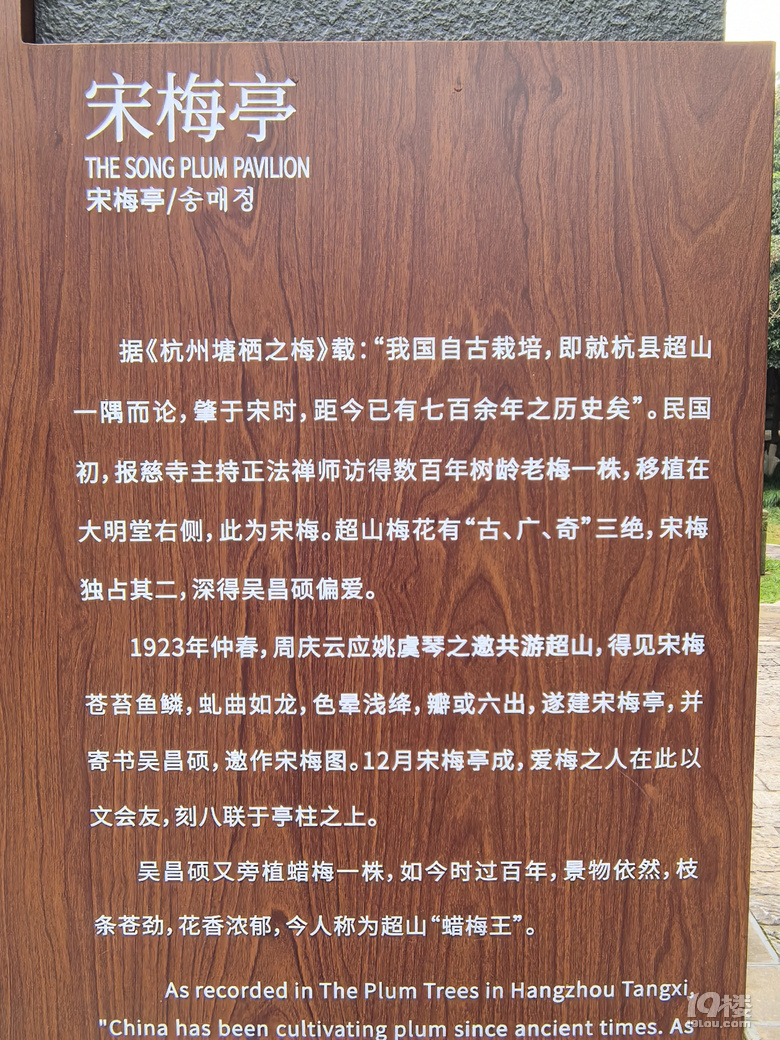 宋梅亭
THE SONG PLUM PAVILION
宋梅亭/송매정
据《杭州塘栖之梅》载：“我国自古栽培，即就杭县超山
一隅而论，肇于宋时，距今已有七百余年之历史矣”。民国
初，报慈寺主持正法禅师访得数百年树龄老梅一株，移植在
大明堂右侧，此为宋梅。超山梅花有“古、广、奇”三绝，宋梅
独占其二，深得吴昌硕偏爱。
1923年仲春，周庆云应姚虞琴之邀共游超山，得见宋梅
苍苔鱼鳞，虬曲如龙，色晕浅绛，瓣或六出，遂建宋梅亭，并
寄书吴昌硕，邀作宋梅图。12月宋梅亭成，爱梅之人在此以
文会友，刻八联于亭柱之上。
吴昌硕又旁植蜡梅一株，如今时过百年，景物依然，枝
条苍劲，花香浓郁，今人称为超山“蜡梅王”。
As recorded in The Plum Trees in Hangzhou Tangxi,
"China has been cultivating plum since ancient times. As
19楼
19lou.com